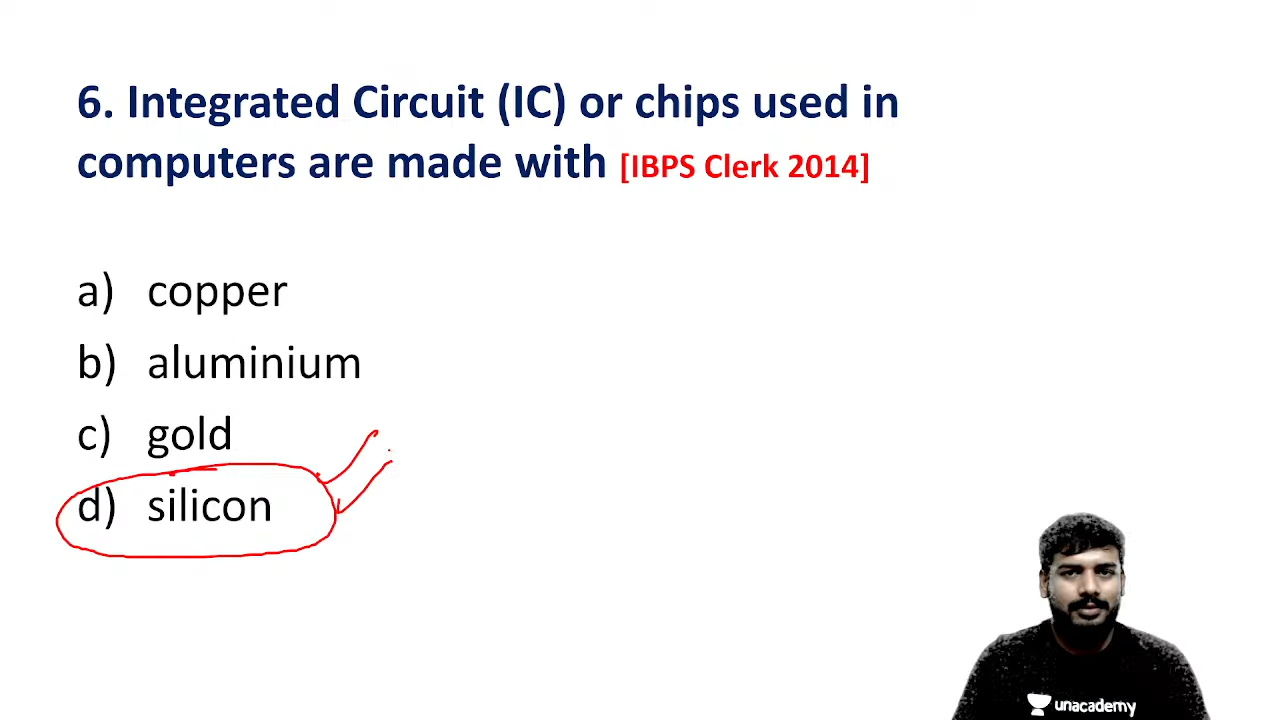 6. Integrated Circuit (IC) or chips used in
computers are made with [IBPS Clerk 2014]
a) copper
b) aluminium
c) gold
d) silicon
unacademy